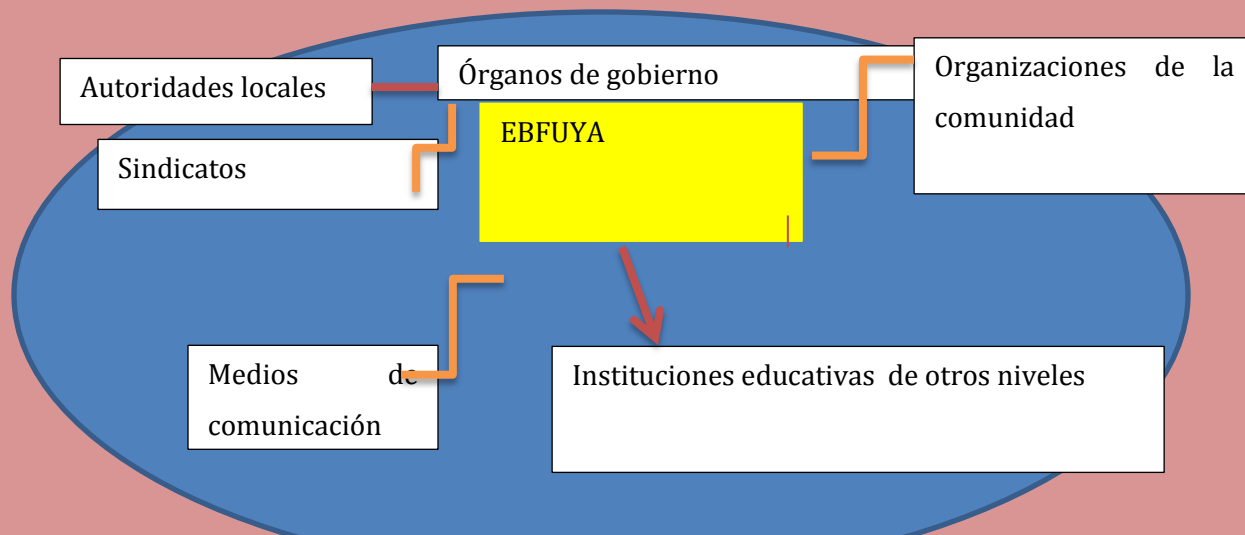 Autoridades locales
Órganos de gobierno
Organizaciones de la
comunidad
Sindicatos
EBFUYA
Medios de
comunicación
Instituciones educativas de otros niveles